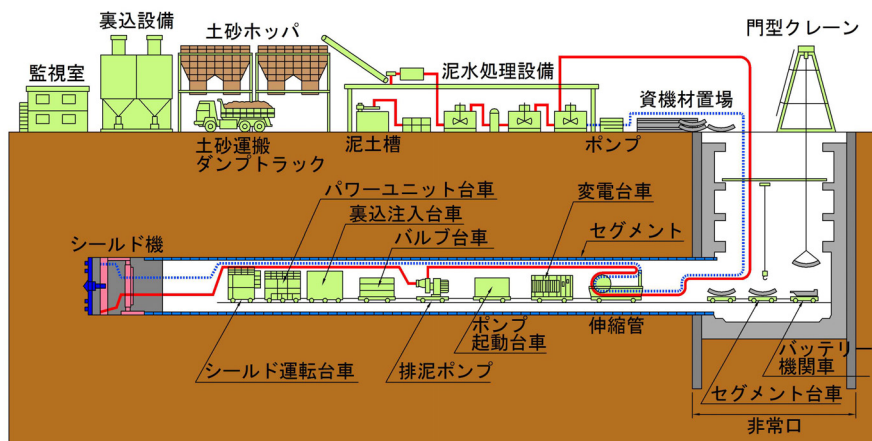 裏込設備
土砂ホッパ
門型クレーン
監視室
泥水処理設備
資機材置場
土砂運搬
ダンプトラック
泥土槽
ポンプ
パワーユニット台車
変電台車
裏込注入台車
セグメント
シールド機
バルブ台車
ポンプ
起動台車
伸縮管
バッテリ
機関車
シールド運転台車
排泥ポンプ
セグメント台車
非常口